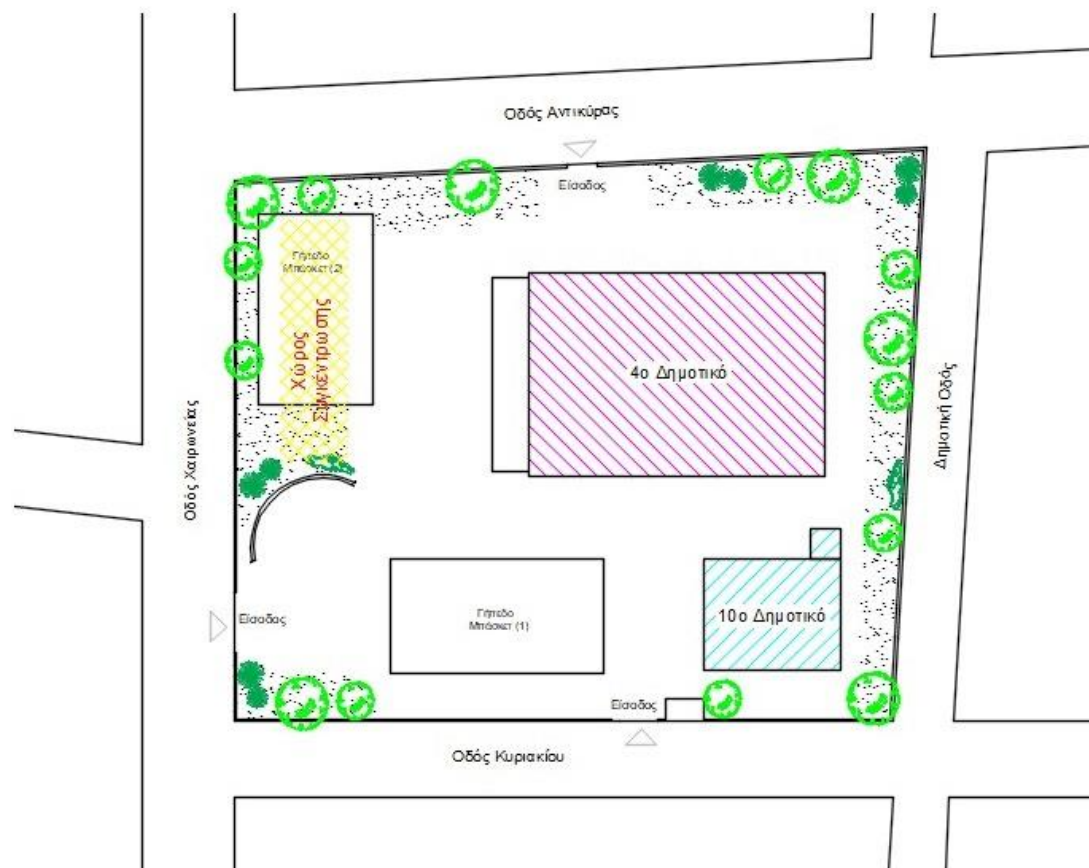 Οδός Αντικύρας
Είσοδος
Γήπεδο
Μπάσκετ (2)
Χώρος
Συγκέντρωσης
4ο Δημοτικό
Οδός Χαιρωνείας
Δημοτική Οδός
Είσοδος
Γήπεδο
Μπάσκετ (1)
10ο Δημοτικό
Είσοδος
Οδός Κυριακίου